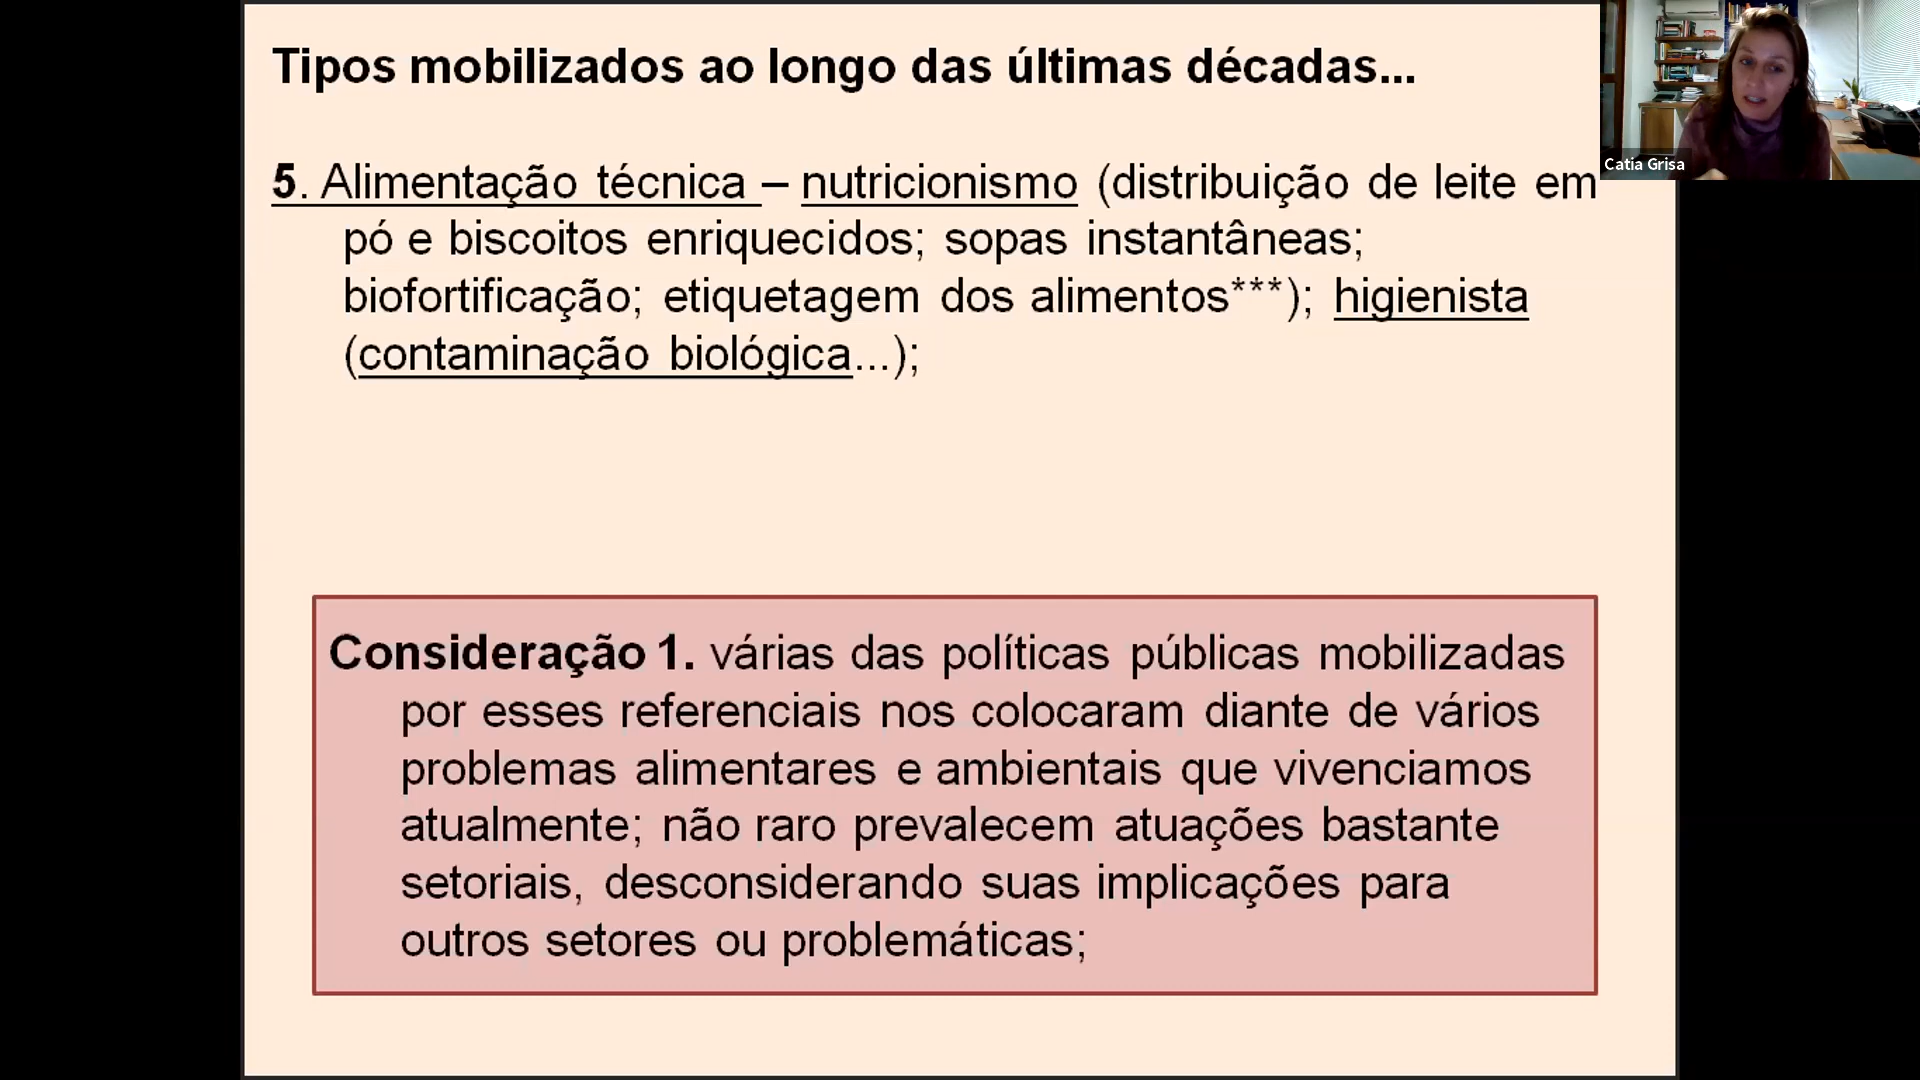 Tipos mobilizados ao longo das últimas décadas...
Catia Grisa
5. Alimentação técnica – nutricionismo (distribuição de leite em
pó e biscoitos enriquecidos; sopas instantâneas;
biofortificação; etiquetagem dos alimentos***); higienista
(contaminação biológica...);
Consideração 1. várias das políticas públicas mobilizadas
por esses referenciais nos colocaram diante de vários
problemas alimentares e ambientais que vivenciamos
atualmente; não raro prevalecem atuações bastante
setoriais, desconsiderando suas implicações para
outros setores ou problemáticas;